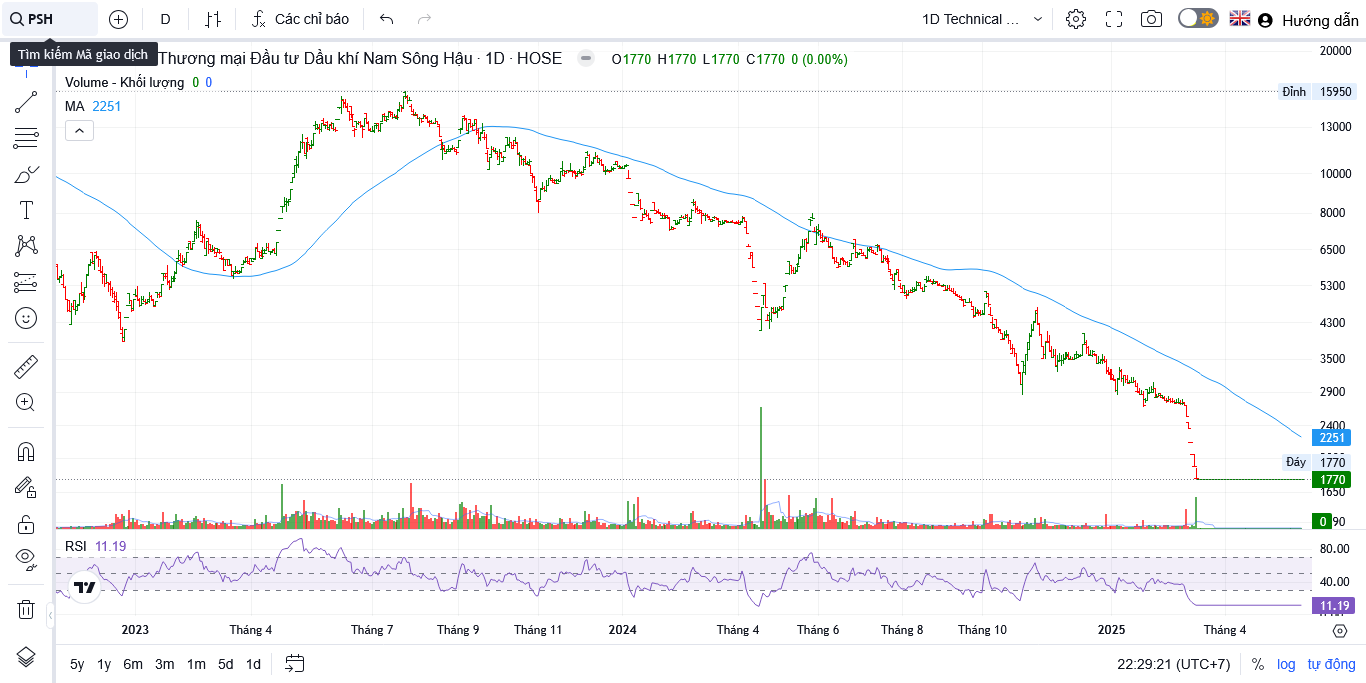 PSH
D
Các chỉ báo
1D Technical ...
Hướng dẫn
Tìm kiếm Mã giao dịch
Thương mại Đầu tư Dầu khí Nam Sông Hậu · 1D · HOSE
O1770 H1770 L1770 C1770 0 (0.00%)
Volume - Khối lượng 0 0
MA 2251
20000
Đỉnh 15950
13000
10000
8000
6500
5300
4300
3500
2900
2400
2251
Đáy 1770
1770
1650
0
90
RSI 11.19
80.00
40.00
11.19
2023
Tháng 4
Tháng 7
Tháng 9
Tháng 11
2024
Tháng 4
Tháng 6
Tháng 8
Tháng 10
2025
Tháng 4
5y 1y 6m 3m 1m 5d 1d
22:29:21 (UTC+7)
%
log
tự động